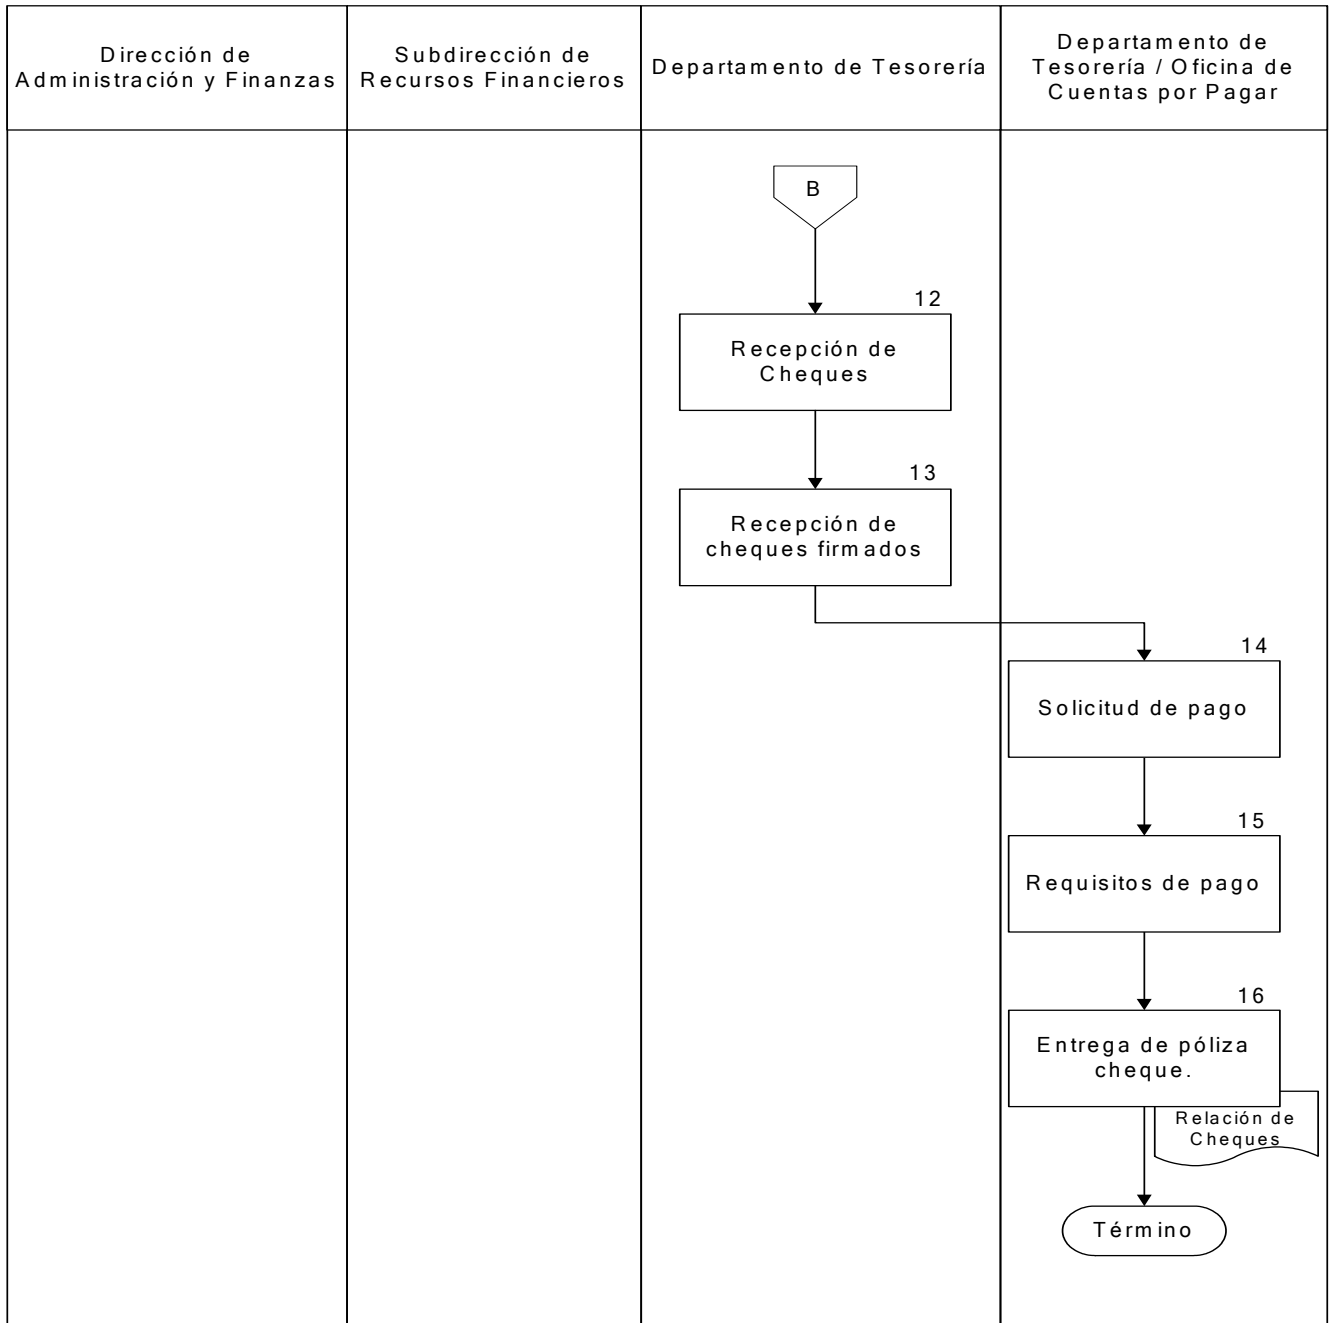 Dirección de
Administración y Finanzas
Subdirección de
Recursos Financieros
Departamento de Tesorería
Departamento de
Tesorería / Oficina de
Cuentas por Pagar
B
12
Recepción de
Cheques
13
Recepción de
cheques firmados
14
Solicitud de pago
15
Requisitos de pago
16
Entrega de póliza
cheque.
Relación de
Cheques
Término